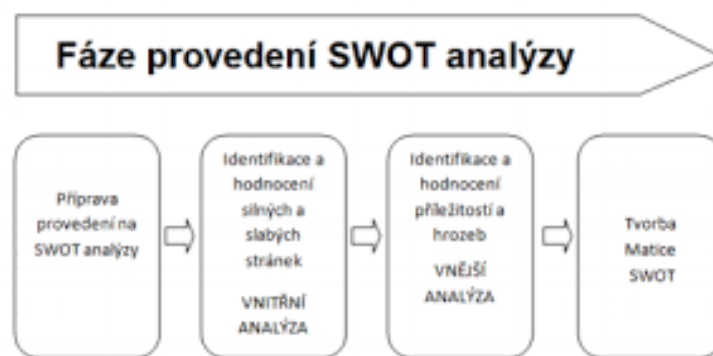 Fáze provedení SWOT analýzy
Příprava
provedení na
SWOT analýzy
Identifikace a
hodnocení
silných a
slabých
stránek
VNITŘNÍ
ANALÝZA
Identifikace a
hodnocení
příležitostí a
hrozeb
VNĚJŠÍ
ANALÝZA
Tvorba
Matice
SWOT